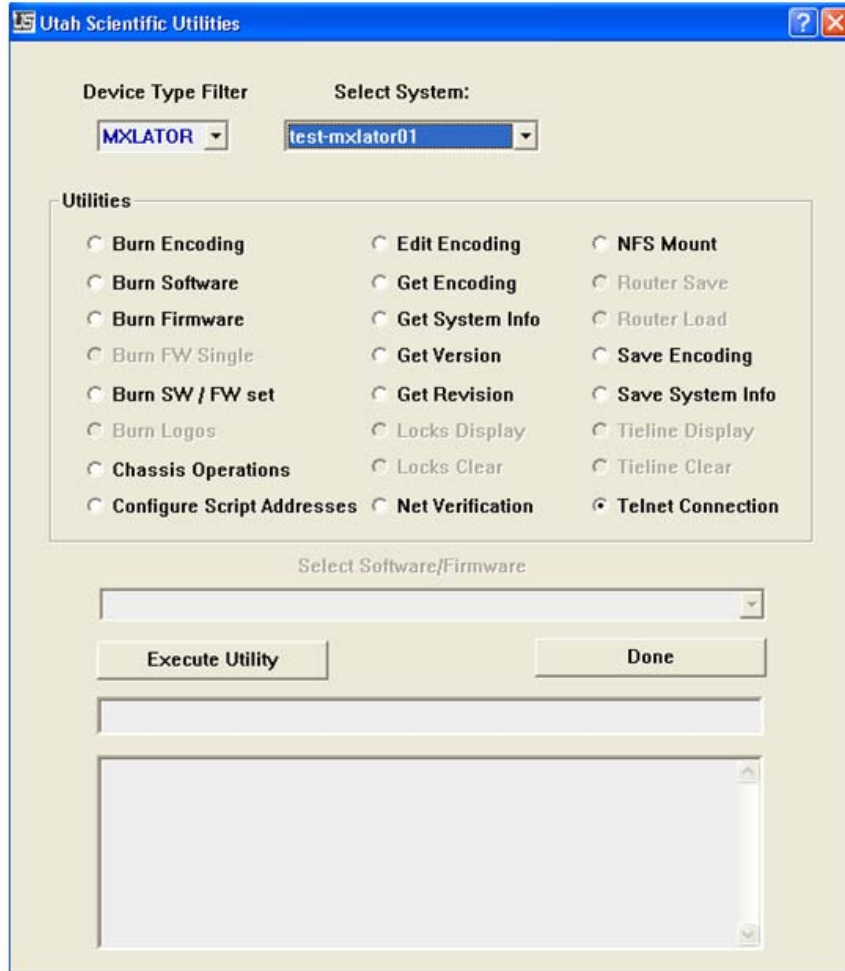 US Utah Scientific Utilities
Device Type Filter Select System:
MXLATOR test-mxlator01
Utilities
Burn Encoding Edit Encoding NFS Mount
Burn Software Get Encoding Router Save
Burn Firmware Get System Info Router Load
Burn FW Single Get Version Save Encoding
Burn SW / FW set Get Revision Save System Info
Burn Logos Locks Display Tieline Display
Chassis Operations Locks Clear Tieline Clear
Configure Script Addresses Net Verification Telnet Connection
Select Software/Firmware
Execute Utility Done